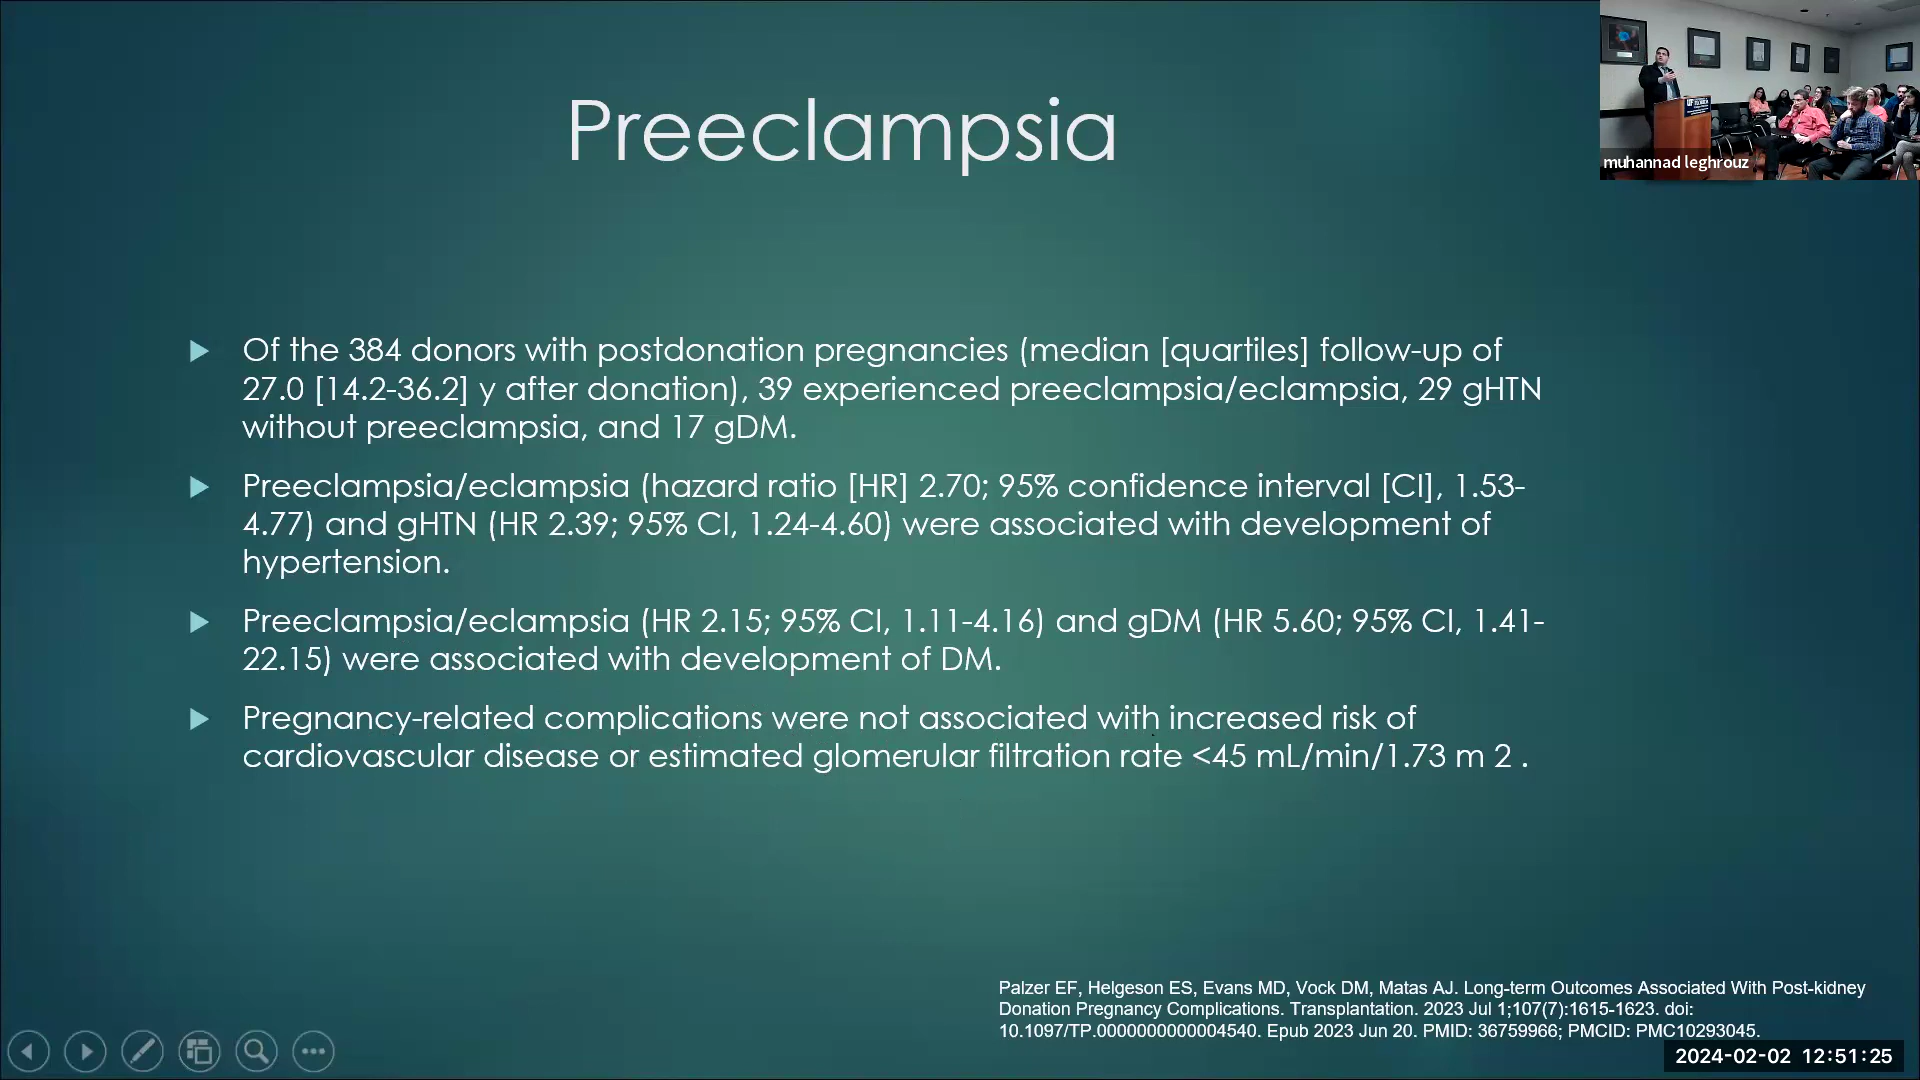 Preeclampsia
muhannad leghrouz
Of the 384 donors with postdonation pregnancies (median [quartiles] follow-up of
27.0 [14.2-36.2] y after donation), 39 experienced preeclampsia/eclampsia, 29 gHTN
without preeclampsia, and 17 gDM.
Preeclampsia/eclampsia (hazard ratio [HR] 2.70; 95% confidence interval [CI], 1.53-
4.77) and gHTN (HR 2.39; 95% CI, 1.24-4.60) were associated with development of
hypertension.
Preeclampsia/eclampsia (HR 2.15; 95% CI, 1.11-4.16) and gDM (HR 5.60; 95% CI, 1.41-
22.15) were associated with development of DM.
Pregnancy-related complications were not associated with increased risk of
cardiovascular disease or estimated glomerular filtration rate <45 mL/min/1.73 m 2 .
Palzer EF, Helgeson ES, Evans MD, Vock DM, Matas AJ. Long-term Outcomes Associated With Post-kidney
Donation Pregnancy Complications. Transplantation. 2023 Jul 1;107(7):1615-1623. doi:
10.1097/TP.0000000000004540. Epub 2023 Jun 20. PMID: 36759966; PMCID: PMC10293045.
2024-02-02 12:51:25